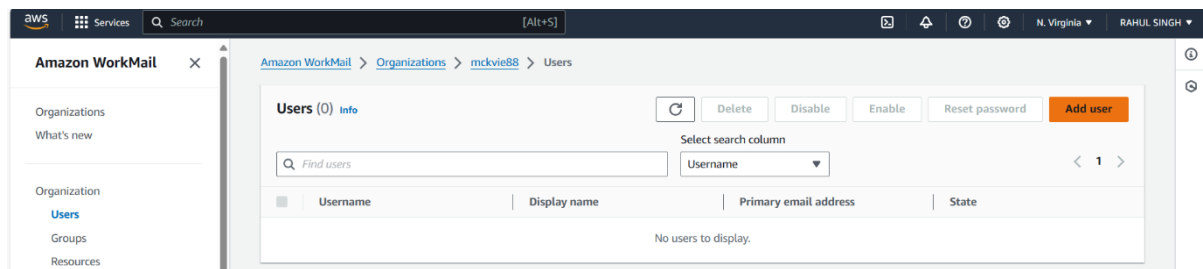 aws Services Search [Alt+S] N. Virginia RAHUL SINGH
Amazon WorkMail
Organizations
What's new
Organization
Users
Groups
Resources
Amazon WorkMail > Organizations > mckvie88 > Users
Users (0) Info Delete Disable Enable Reset password Add user
Select search column
Find users Username 1
Username Display name Primary email address State
No users to display.